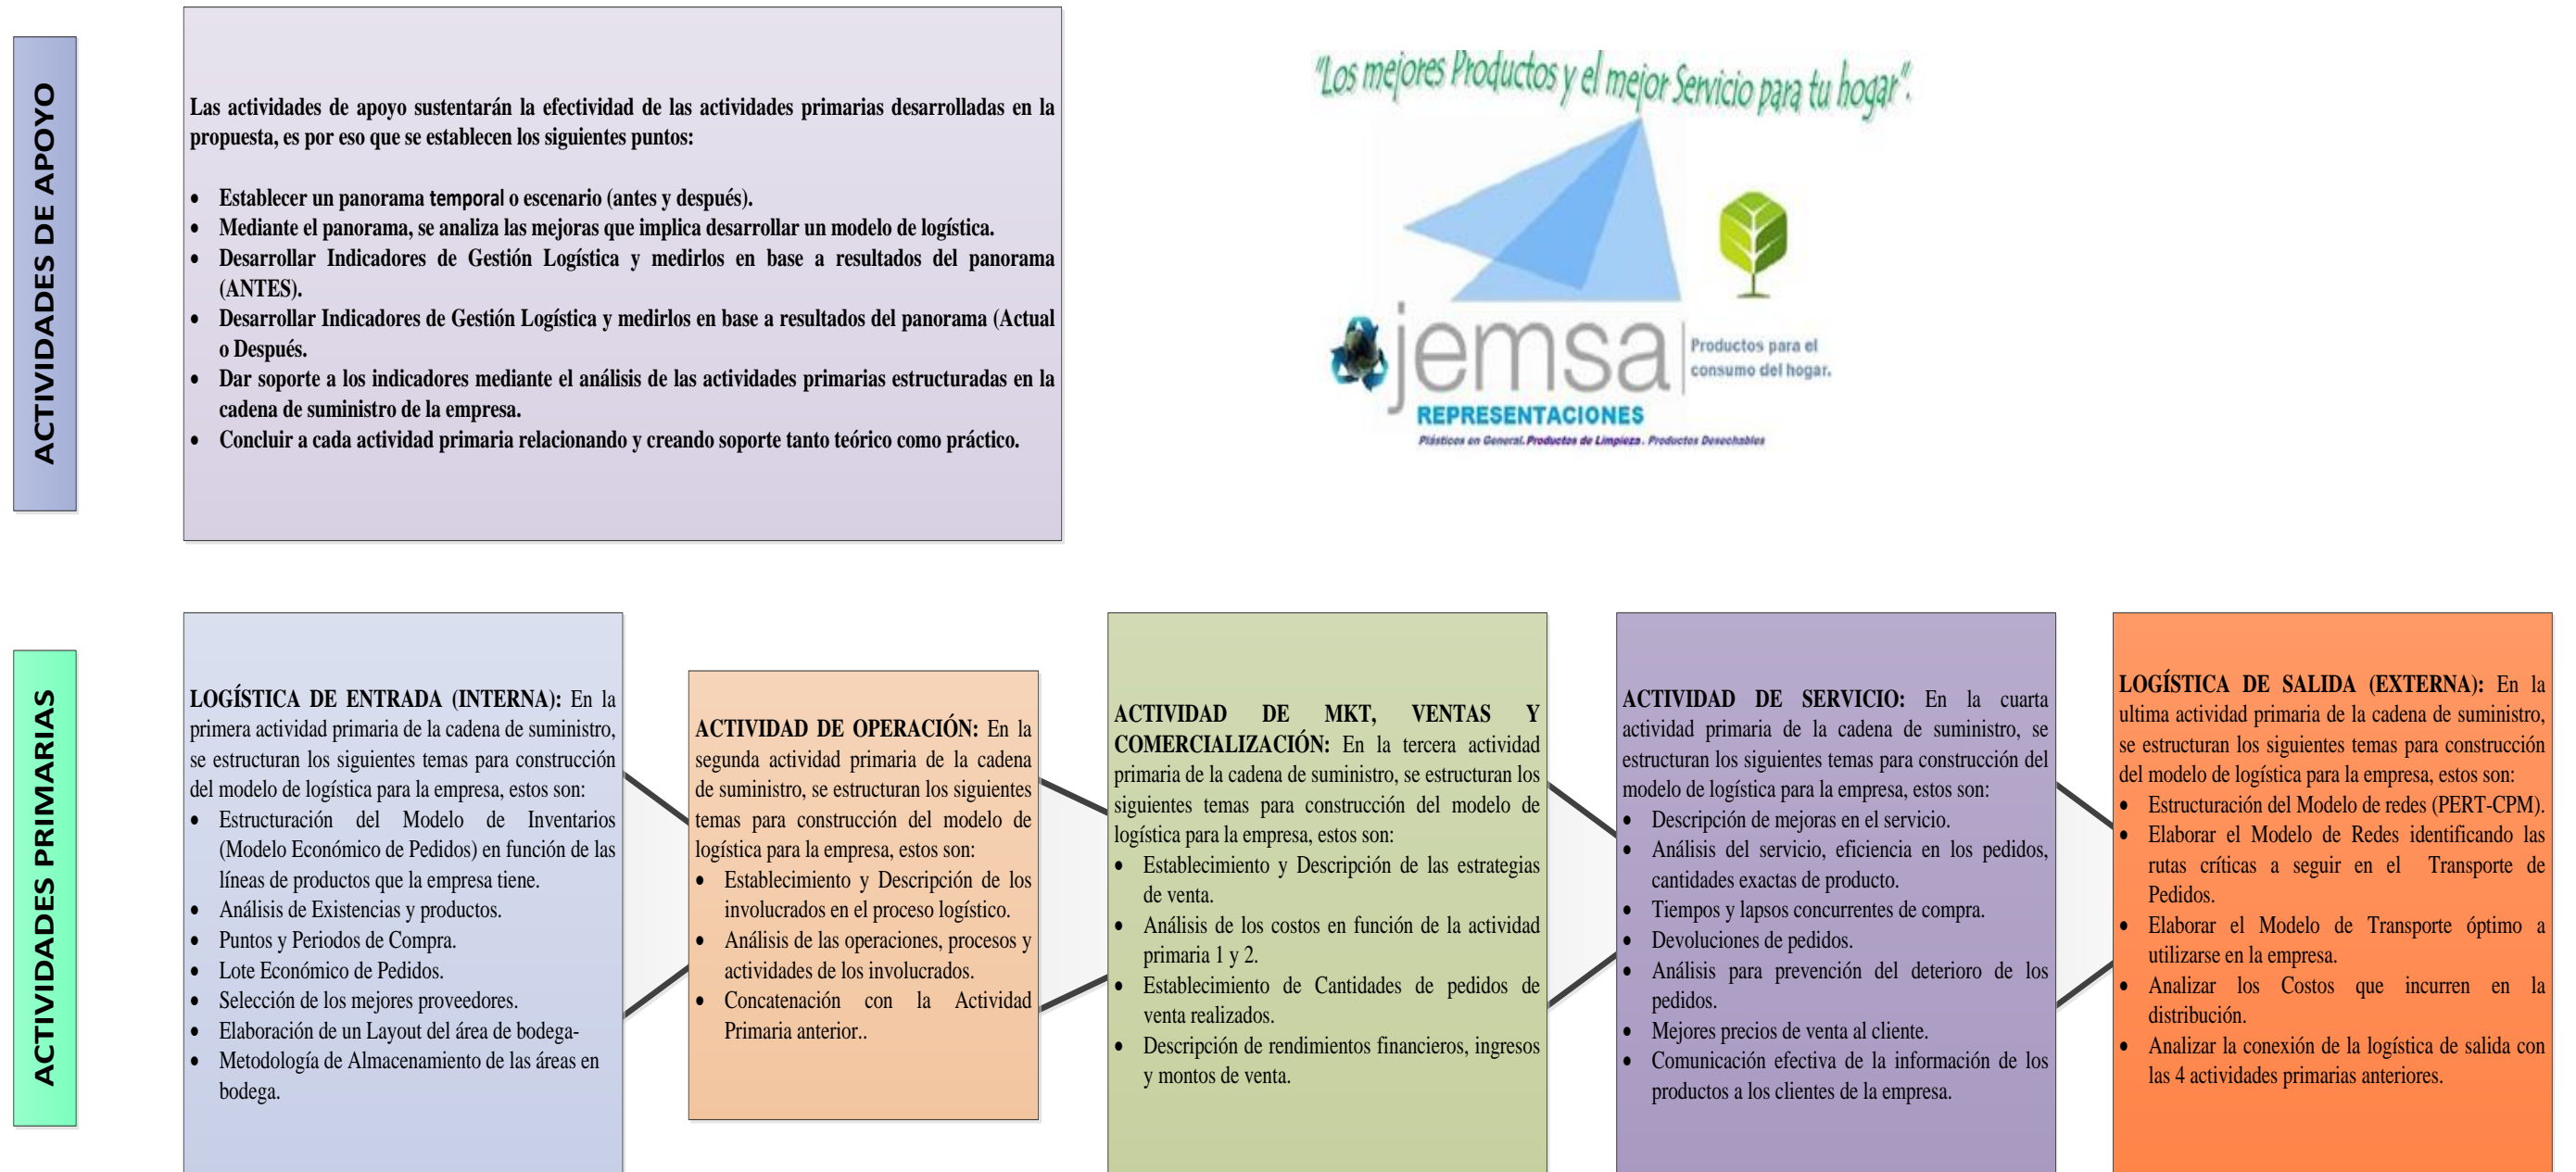 ACTIVIDADES DE APOYO
Las actividades de apoyo sustentarán la efectividad de las actividades primarias desarrolladas en la
propuesta, es por eso que se establecen los siguientes puntos:
• Establecer un panorama temporal o escenario (antes y después).
• Mediante el panorama, se analiza las mejoras que implica desarrollar un modelo de logística.
• Desarrollar Indicadores de Gestión Logística y medirlos en base a resultados del panorama
(ANTES).
• Desarrollar Indicadores de Gestión Logística y medirlos en base a resultados del panorama (Actual
o Después.
• Dar soporte a los indicadores mediante el análisis de las actividades primarias estructuradas en la
cadena de suministro de la empresa.
• Concluir a cada actividad primaria relacionando y creando soporte tanto teórico como práctico.
"Los mejores Productos y el mejor Servicio para tu hogar".
jemsa
Productos para el
consumo del hogar.
REPRESENTACIONES
Plásticos en General. Productos de Limpieza. Productos Desechables
ACTIVIDADES PRIMARIAS
LOGÍSTICA DE ENTRADA (INTERNA): En la
primera actividad primaria de la cadena de suministro,
se estructuran los siguientes temas para construcción
del modelo de logística para la empresa, estos son:
• Estructuración del Modelo de Inventarios
(Modelo Económico de Pedidos) en función de las
líneas de productos que la empresa tiene.
• Análisis de Existencias y productos.
• Puntos y Periodos de Compra.
• Lote Económico de Pedidos.
• Selección de los mejores proveedores.
• Elaboración de un Layout del área de bodega-
• Metodología de Almacenamiento de las áreas en
bodega.
ACTIVIDAD DE OPERACIÓN: En la
segunda actividad primaria de la cadena
de suministro, se estructuran los siguientes
temas para construcción del modelo de
logística para la empresa, estos son:
• Establecimiento y Descripción de los
involucrados en el proceso logístico.
• Análisis de las operaciones, procesos y
actividades de los involucrados.
• Concatenación con la Actividad
Primaria anterior..
ACTIVIDAD DE MKT, VENTAS Y
COMERCIALIZACIÓN: En la tercera actividad
primaria de la cadena de suministro, se estructuran los
siguientes temas para construcción del modelo de
logística para la empresa, estos son:
• Establecimiento y Descripción de las estrategias
de venta.
• Análisis de los costos en función de la actividad
primaria 1 y 2.
• Establecimiento de Cantidades de pedidos de
venta realizados.
• Descripción de rendimientos financieros, ingresos
y montos de venta.
ACTIVIDAD DE SERVICIO: En la cuarta
actividad primaria de la cadena de suministro, se
estructuran los siguientes temas para construcción del
modelo de logística para la empresa, estos son:
• Descripción de mejoras en el servicio.
• Análisis del servicio, eficiencia en los pedidos,
cantidades exactas de producto.
• Tiempos y lapsos concurrentes de compra.
• Devoluciones de pedidos.
• Análisis para prevención del deterioro de los
pedidos.
• Mejores precios de venta al cliente.
• Comunicación efectiva de la información de los
productos a los clientes de la empresa.
LOGÍSTICA DE SALIDA (EXTERNA): En la
ultima actividad primaria de la cadena de suministro,
se estructuran los siguientes temas para construcción
del modelo de logística para la empresa, estos son:
• Estructuración del Modelo de redes (PERT-CPM).
• Elaborar el Modelo de Redes identificando las
rutas críticas a seguir en el Transporte de
Pedidos.
• Elaborar el Modelo de Transporte óptimo a
utilizarse en la empresa.
• Analizar los Costos que incurren en la
distribución.
• Analizar la conexión de la logística de salida con
las 4 actividades primarias anteriores.